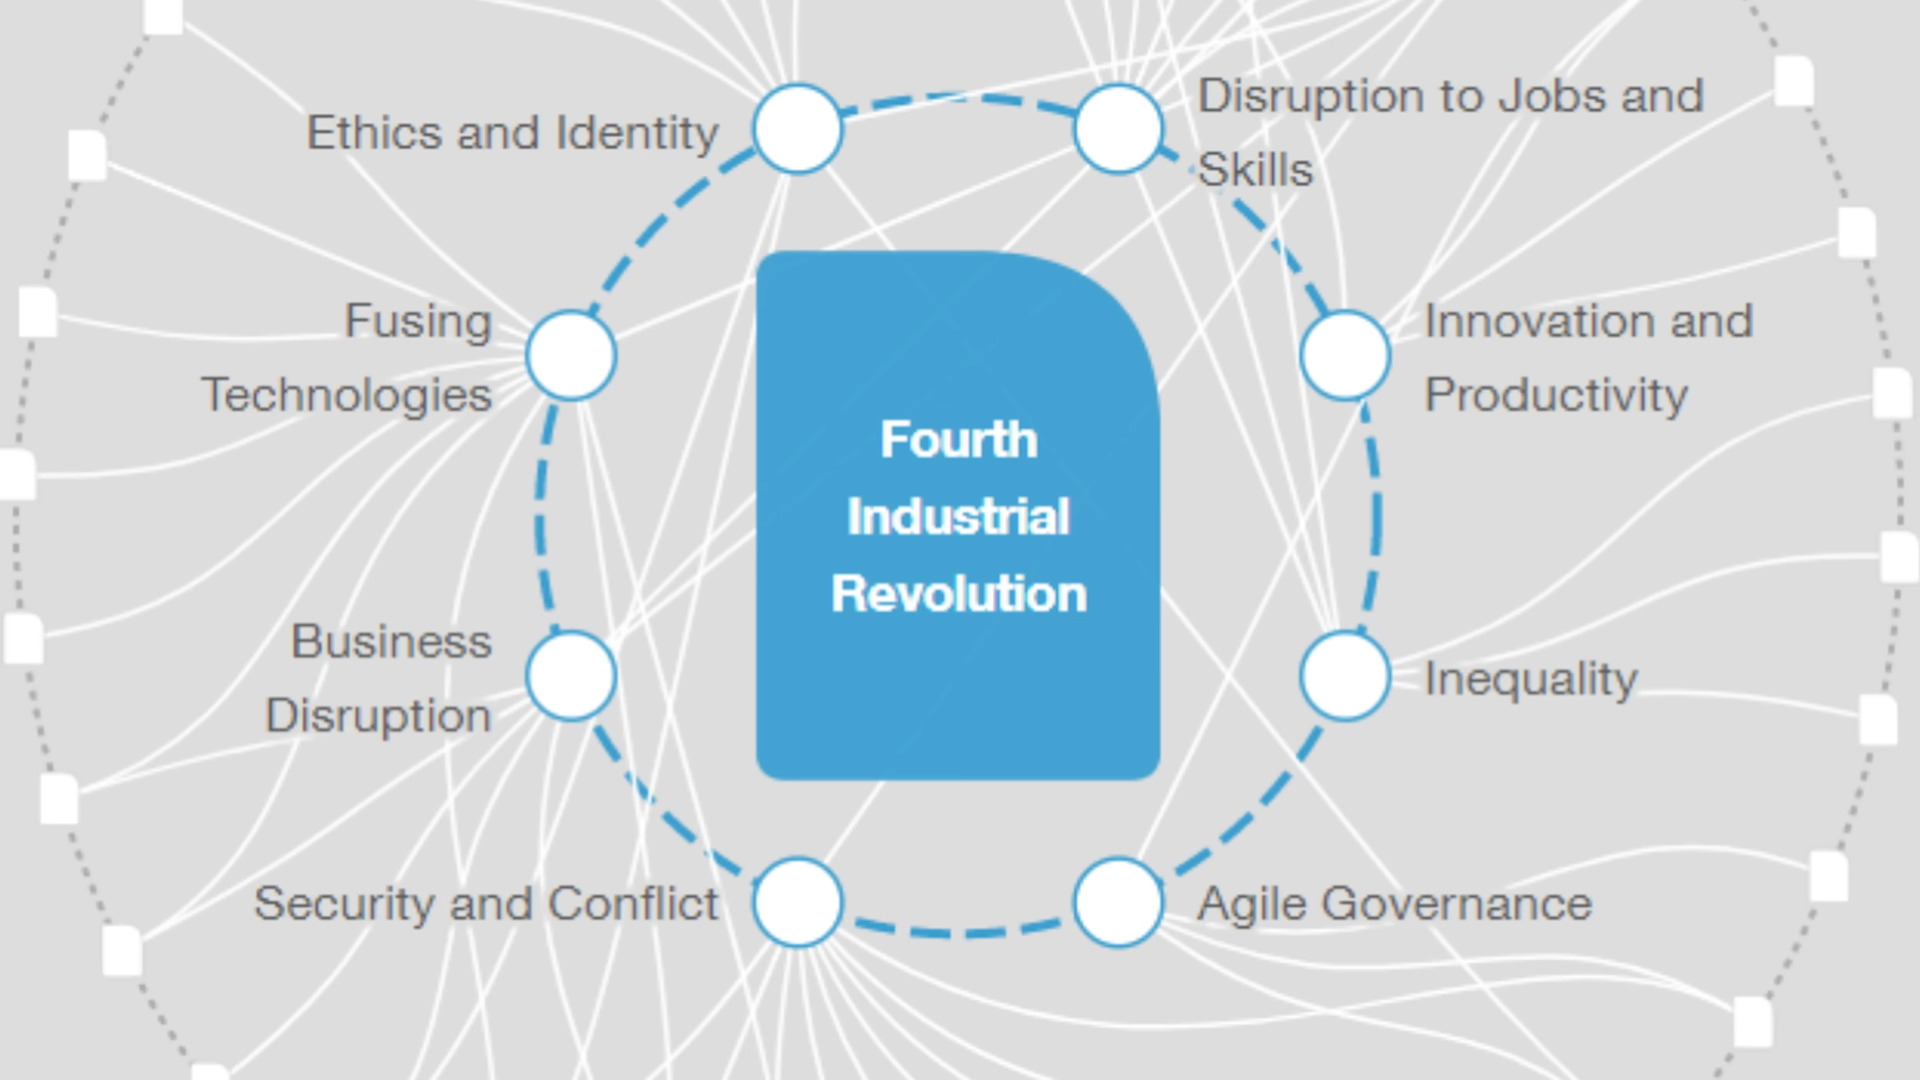 Ethics and Identity
Disruption to Jobs and
Skills
Fusing
Technologies
Innovation and
Productivity
Fourth
Industrial
Revolution
Business
Disruption
Inequality
Security and Conflict
Agile Governance